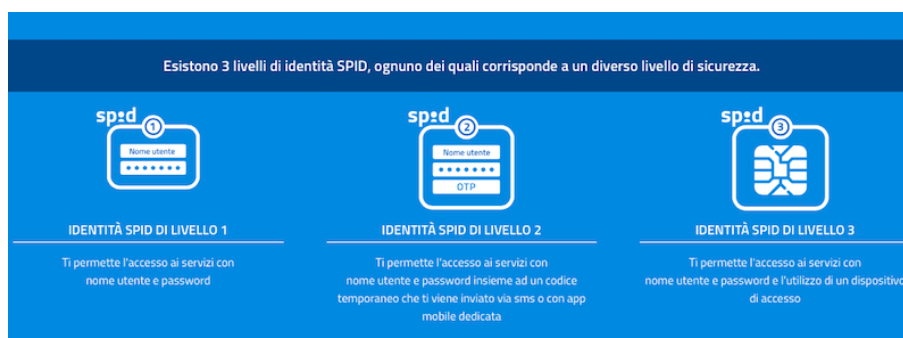 Esistono 3 livelli di identità SPID, ognuno dei quali corrisponde a un diverso livello di sicurezza.
sp:d
1
Nome utente
IDENTITÀ SPID DI LIVELLO 1
Ti permette l'accesso ai servizi con
nome utente e password
sp:d
2
Nome utente
OTP
IDENTITÀ SPID DI LIVELLO 2
Ti permette l'accesso ai servizi con
nome utente e password insieme ad un codice
temporaneo che ti viene inviato via sms o con app
mobile dedicata
sp:d
3
IDENTITÀ SPID DI LIVELLO 3
Ti permette l'accesso ai servizi con
nome utente e password e l'utilizzo di un dispositivo
di accesso